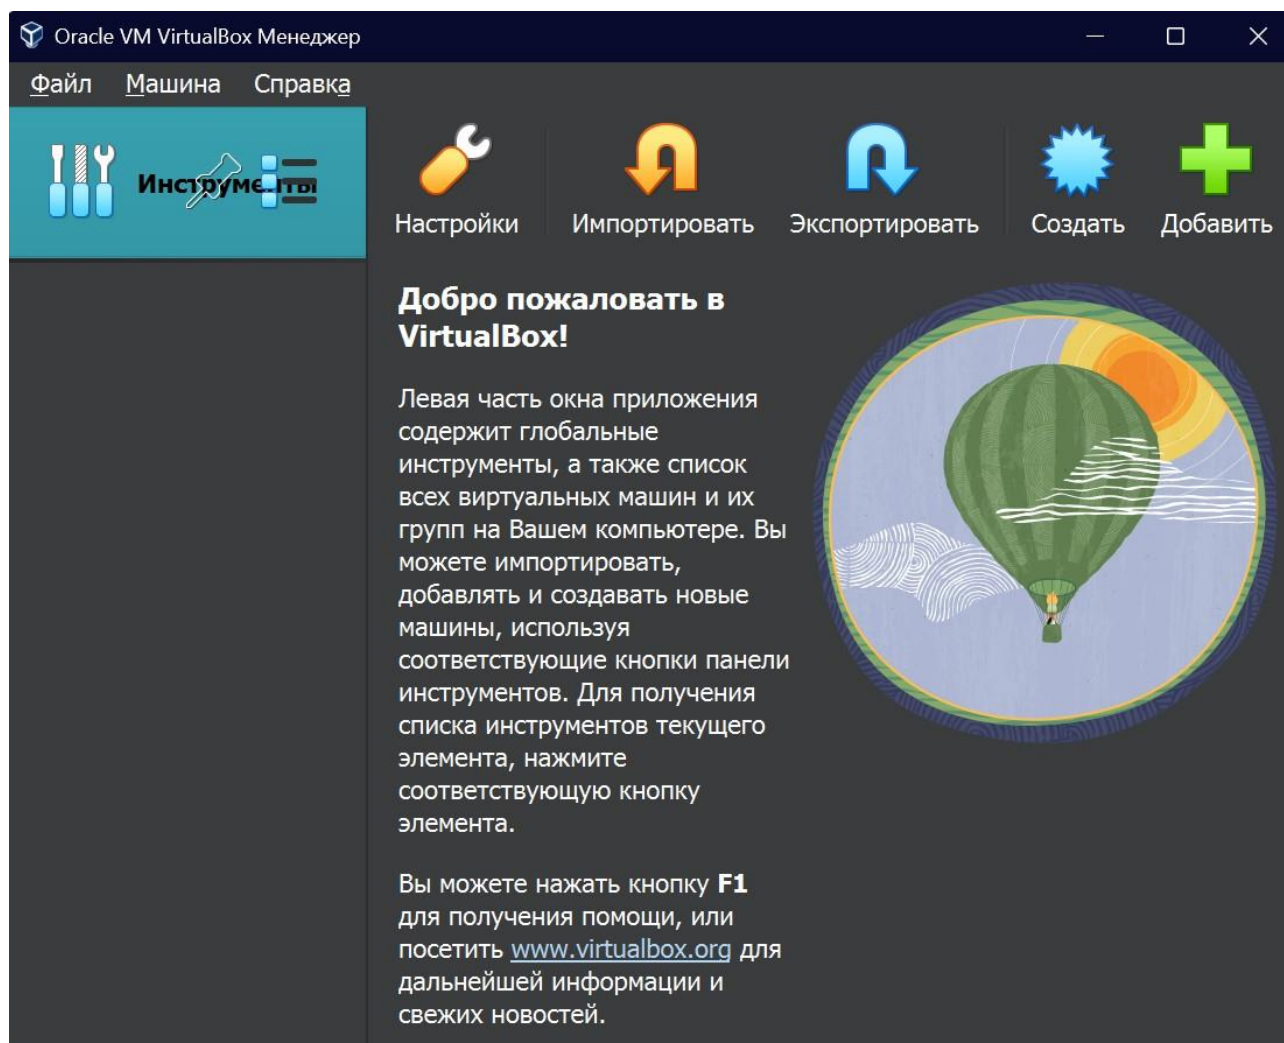 Oracle VM VirtualBox Менеджер
Файл Машина Справка
Инструменты
Настройки Импортировать Экспортировать Создать Добавить
Добро пожаловать в
VirtualBox!
Левая часть окна приложения
содержит глобальные
инструменты, а также список
всех виртуальных машин и их
групп на Вашем компьютере. Вы
можете импортировать,
добавлять и создавать новые
машины, используя
соответствующие кнопки панели
инструментов. Для получения
списка инструментов текущего
элемента, нажмите
соответствующую кнопку
элемента.
Вы можете нажать кнопку F1
для получения помощи, или
посетить www.virtualbox.org для
дальнейшей информации и
свежих новостей.